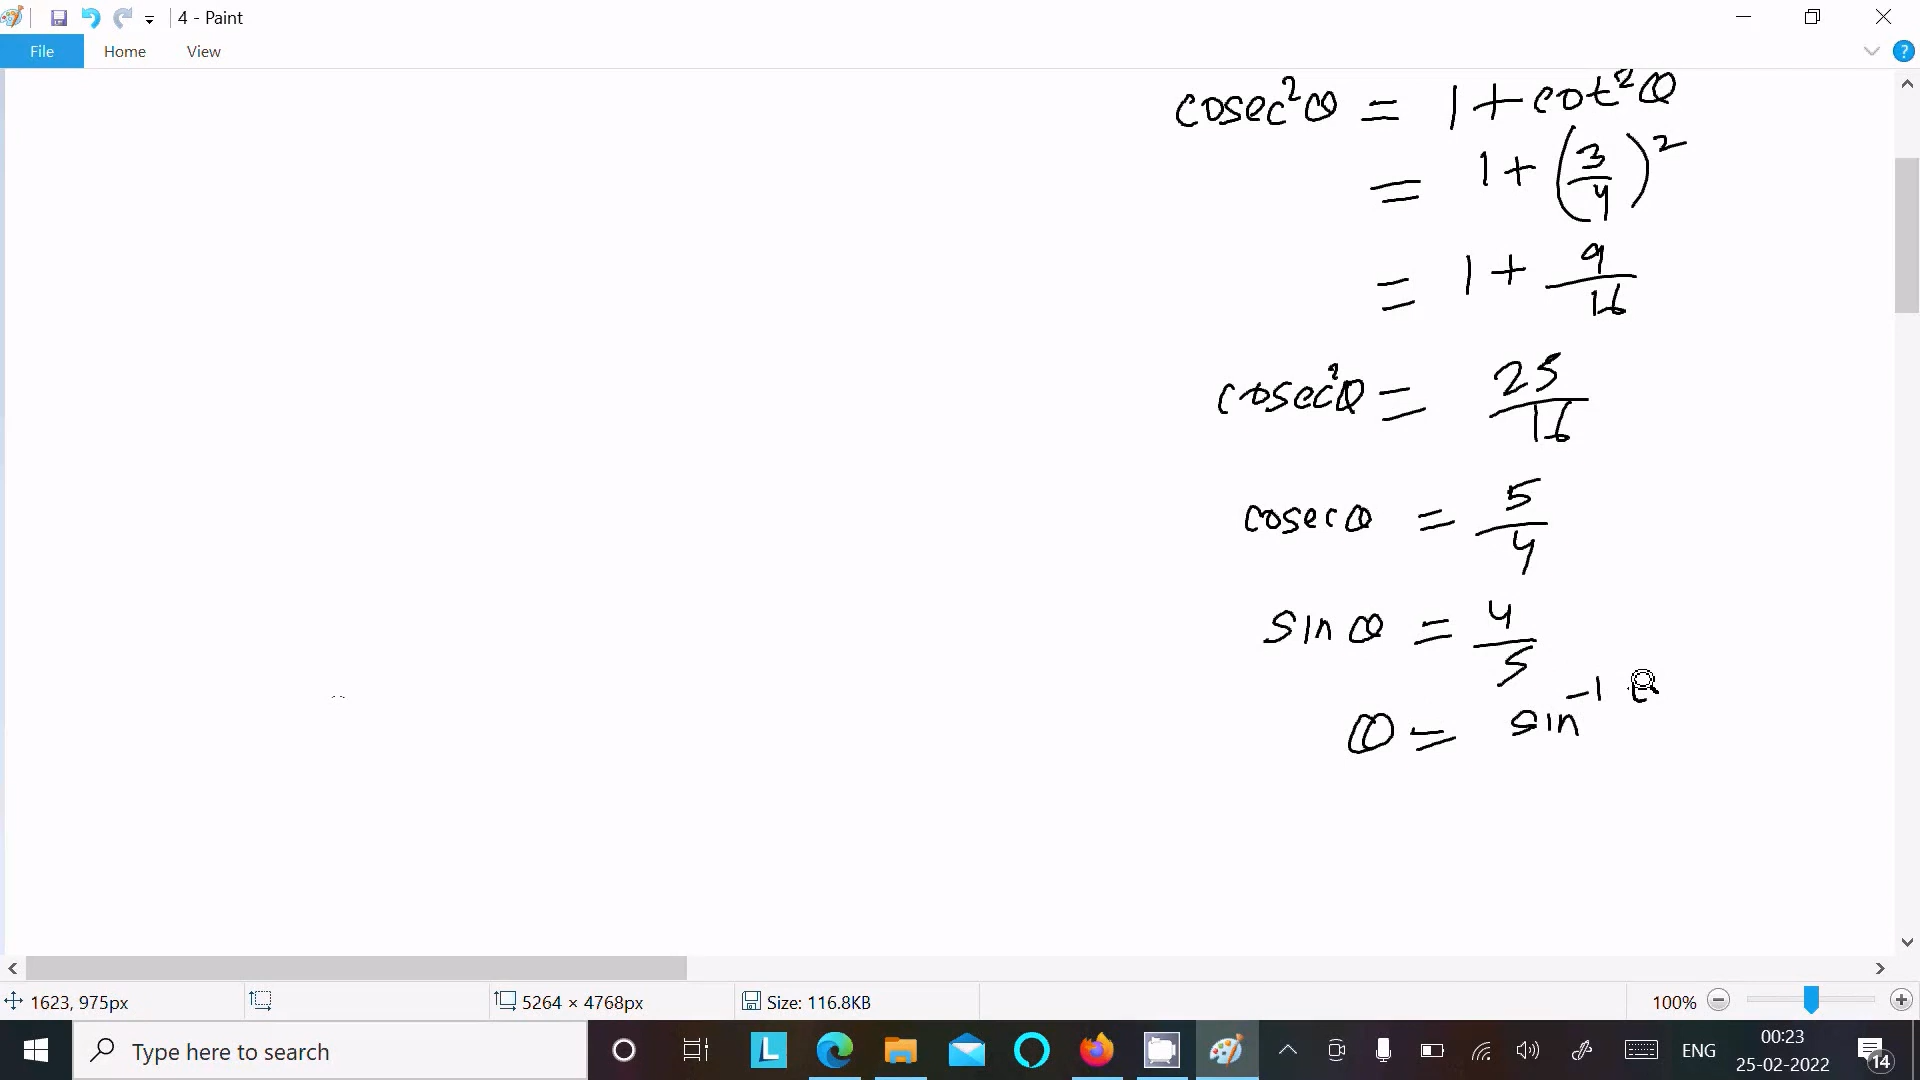 4 - Paint
File Home View
cosec²θ = 1 + cot²θ
= 1 + (3/4)²
= 1 + 9/16
cosec²θ = 25/16
cosec θ = 5/4
sin θ = 4/5
θ = sin⁻¹
1623, 975px
5264 × 4768px
Size: 116.8KB
100%
Type here to search
L
ENG
00:23
25-02-2022
14